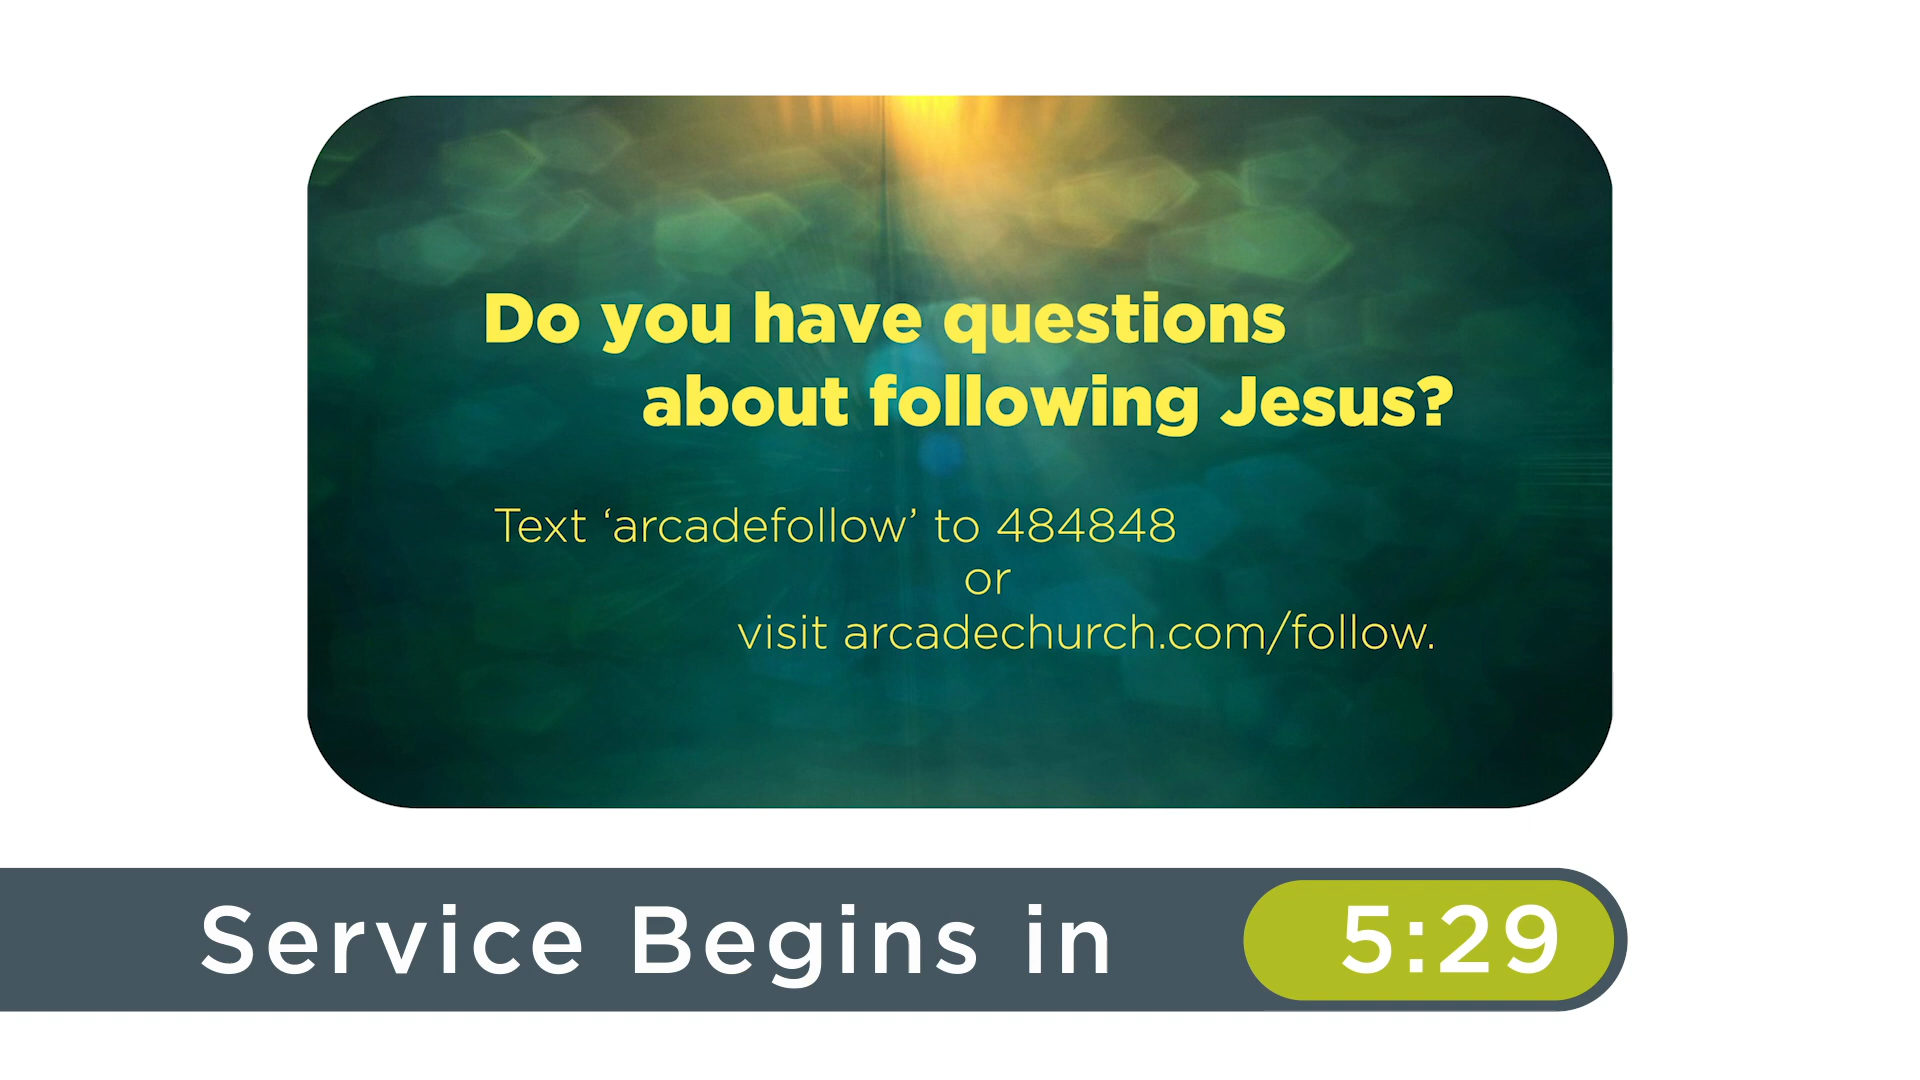 Do you have questions
about following Jesus?
Text ‘arcadefollow’ to 484848
or
visit arcadechurch.com/follow.
Service Begins in 5:29